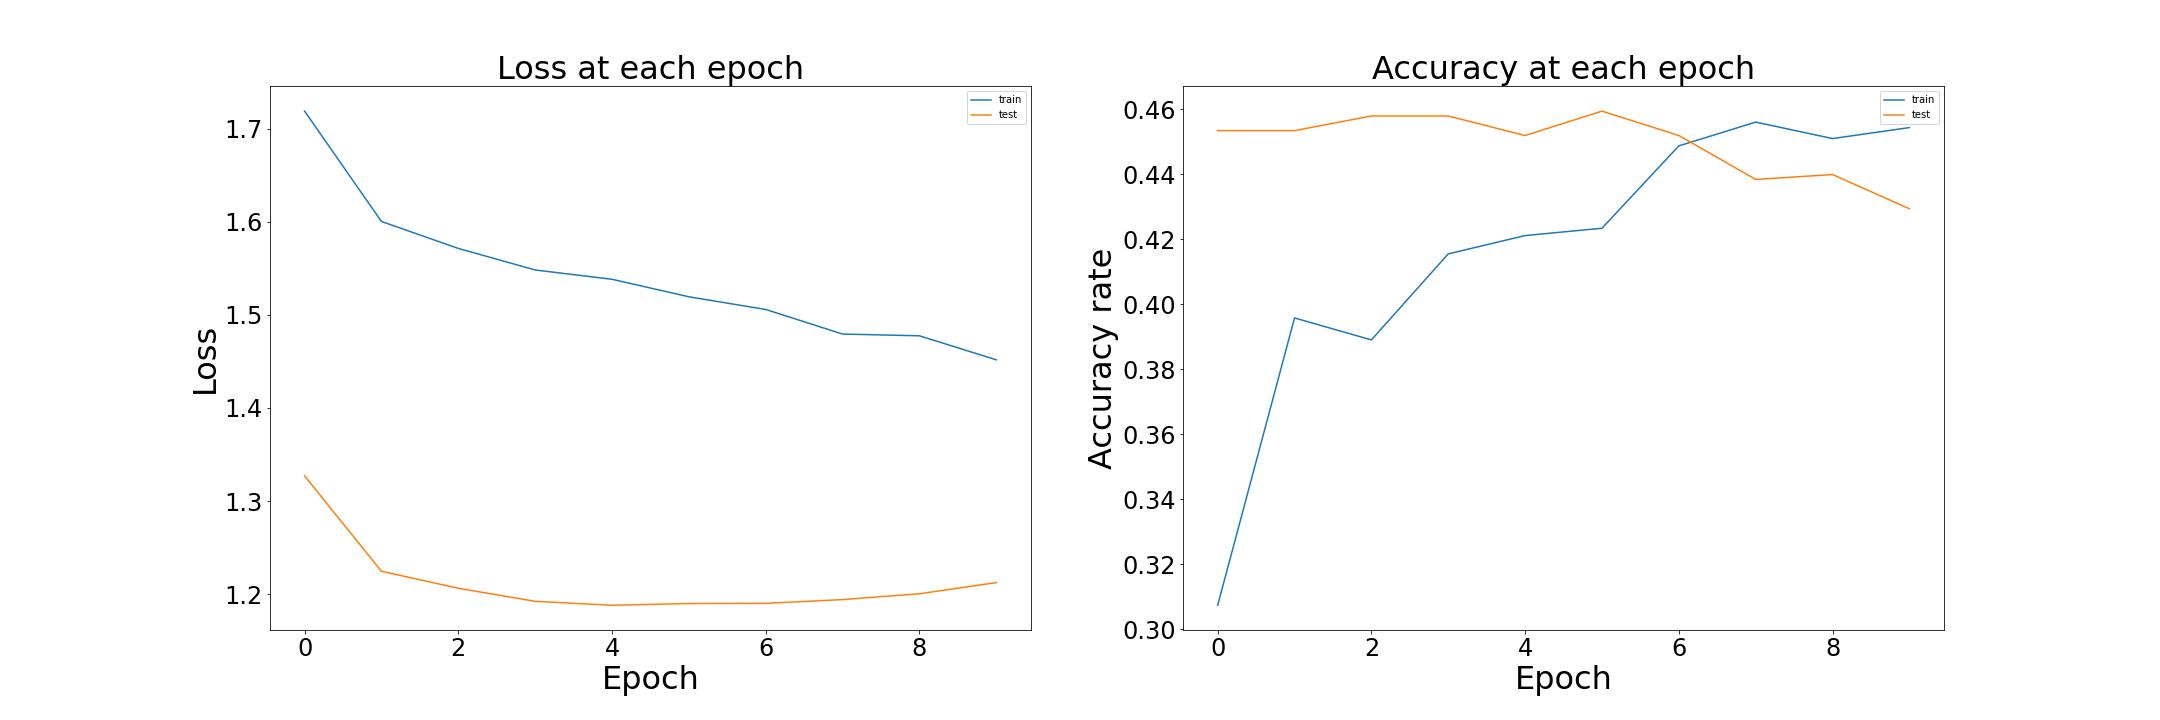 Loss at each epoch
train
test
1.7
1.6
1.5
1.4
1.3
1.2
Loss
0 2 4 6 8
Epoch
Accuracy at each epoch
train
test
0.46
0.44
0.42
0.40
0.38
0.36
0.34
0.32
0.30
Accuracy rate
0 2 4 6 8
Epoch